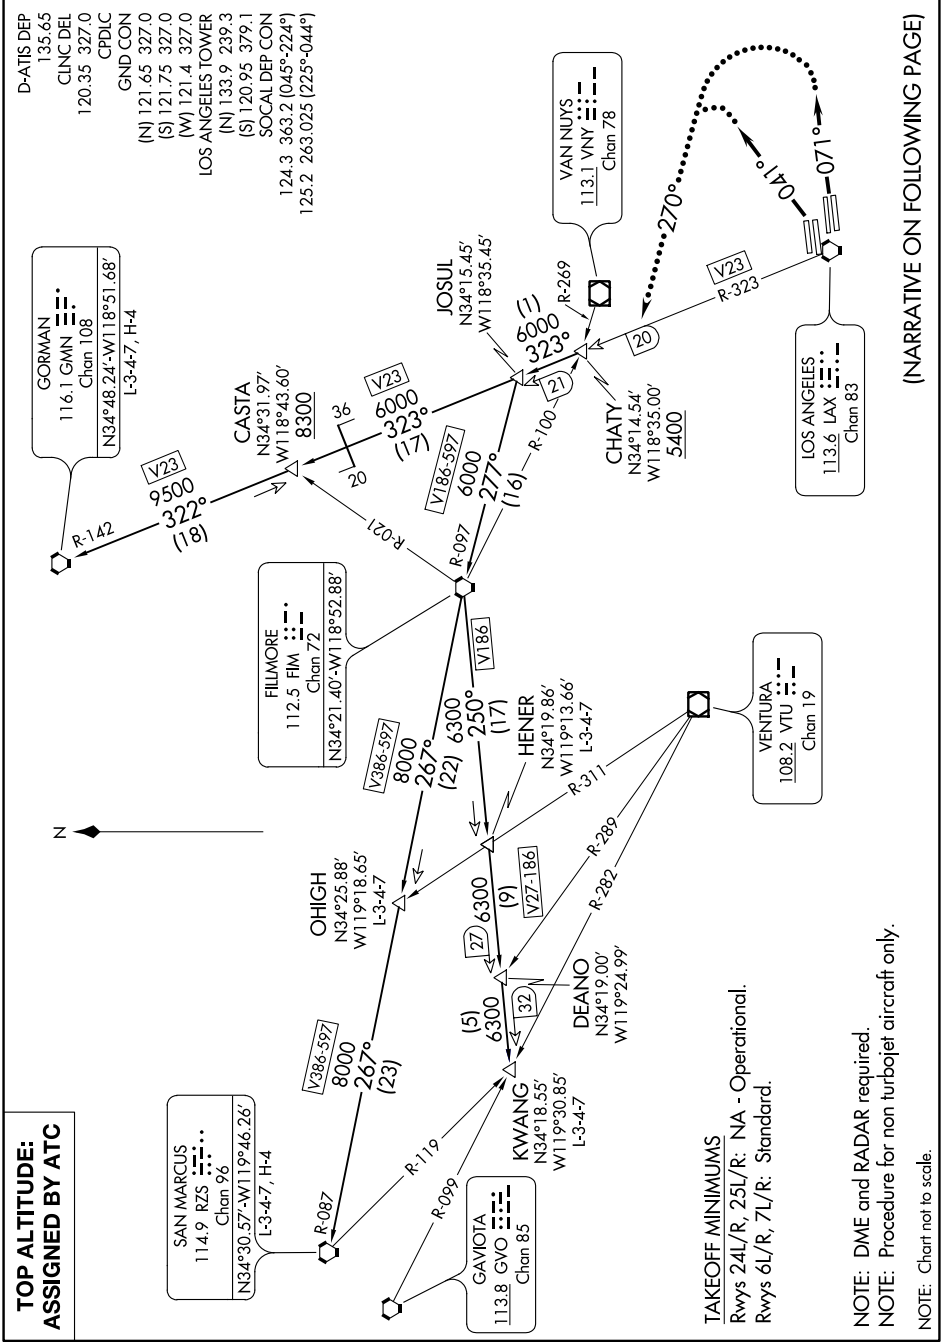 TOP ALTITUDE:
ASSIGNED BY ATC
D-ATIS DEP
135.65
CLNC DEL
120.35 327.0
CPDLC
GND CON
(N) 121.65 327.0
(S) 121.75 327.0
(W) 121.4 327.0
LOS ANGELES TOWER
(N) 133.9 239.3
(S) 120.95 379.1
SOCAL DEP CON
124.3 363.2 (045°-224°)
125.2 263.025 (225°-044°)
N
SAN MARCUS
114.9 RZS
Chan 96
N34°30.57'-W119°46.26'
L-3-4-7, H-4
GORMAN
116.1 GMN
Chan 108
N34°48.24'-W118°51.68'
L-3-4-7, H-4
R-142
V23
9500
322°
(18)
CASTA
N34°31.97'
W118°43.60'
8300
36
20
V23
6000
323°
(17)
JOSUL
N34°15.45'
W118°35.45'
(1)
6000
323°
21
R-269
VAN NUYS
113.1 VNY
Chan 78
CHATY
N34°14.54'
W118°35.00'
5400
20
V23
R-323
270°
041°
071°
LOS ANGELES
113.6 LAX
Chan 83
FILLMORE
112.5 FIM
Chan 72
N34°21.40'-W118°52.88'
R-021
R-097
R-100
V186-597
6000
277°
(16)
V386-597
8000
267°
(22)
V186
6300
250°
(17)
OHIGH
N34°25.88'
W119°18.65'
L-3-4-7
HENER
N34°19.86'
W119°13.66'
L-3-4-7
V386-597
8000
267°
(23)
R-087
R-119
27
6300
(9)
V27-186
DEANO
N34°19.00'
W119°24.99'
(5)
6300
32
KWANG
N34°18.55'
W119°30.85'
L-3-4-7
R-311
R-289
R-282
VENTURA
108.2 VTU
Chan 19
R-099
GAVIOTA
113.8 GVO
Chan 85
TAKEOFF MINIMUMS
Rwys 24L/R, 25L/R: NA - Operational.
Rwys 6L/R, 7L/R: Standard.
NOTE: DME and RADAR required.
NOTE: Procedure for non turbojet aircraft only.
NOTE: Chart not to scale.
(NARRATIVE ON FOLLOWING PAGE)